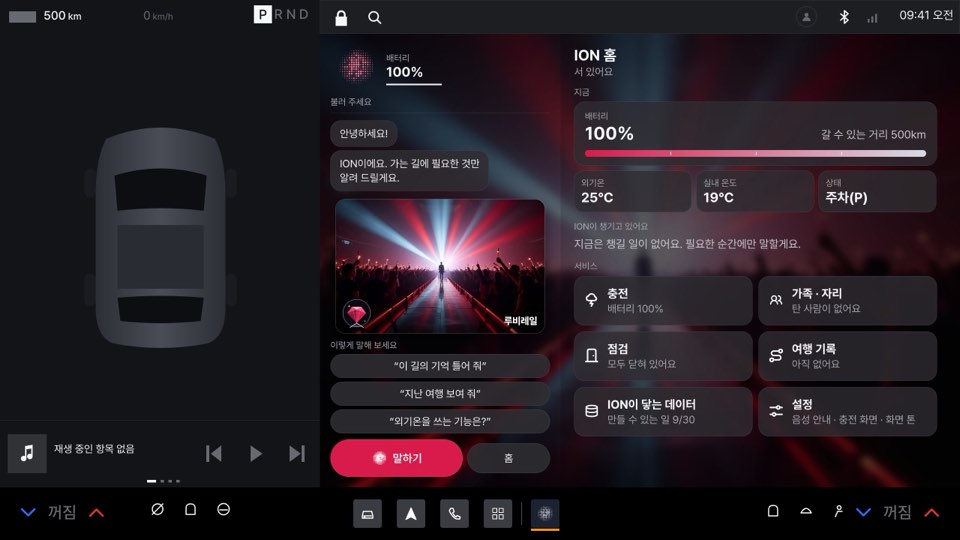 500 km
0 km/h
P R N D
09:41 오전
배터리
100%
불러 주세요
안녕하세요!
ION이에요. 가는 길에 필요한 것만
알려 드릴게요.
루비레일
이렇게 말해 보세요
“이 길의 기억 틀어 줘”
“지난 여행 보여 줘”
“외기온을 쓰는 기능은?”
말하기
홈
ION 홈
서 있어요
지금
배터리
100%
갈 수 있는 거리 500km
외기온
25°C
실내 온도
19°C
상태
주차(P)
ION이 챙기고 있어요
지금은 챙길 일이 없어요. 필요한 순간에만 말할게요.
서비스
충전
배터리 100%
가족 · 자리
탄 사람이 없어요
점검
모두 닫혀 있어요
여행 기록
아직 없어요
ION이 닿는 데이터
만들 수 있는 일 9/30
설정
음성 안내 · 충전 화면 · 화면 톤
재생 중인 항목 없음
꺼짐
꺼짐